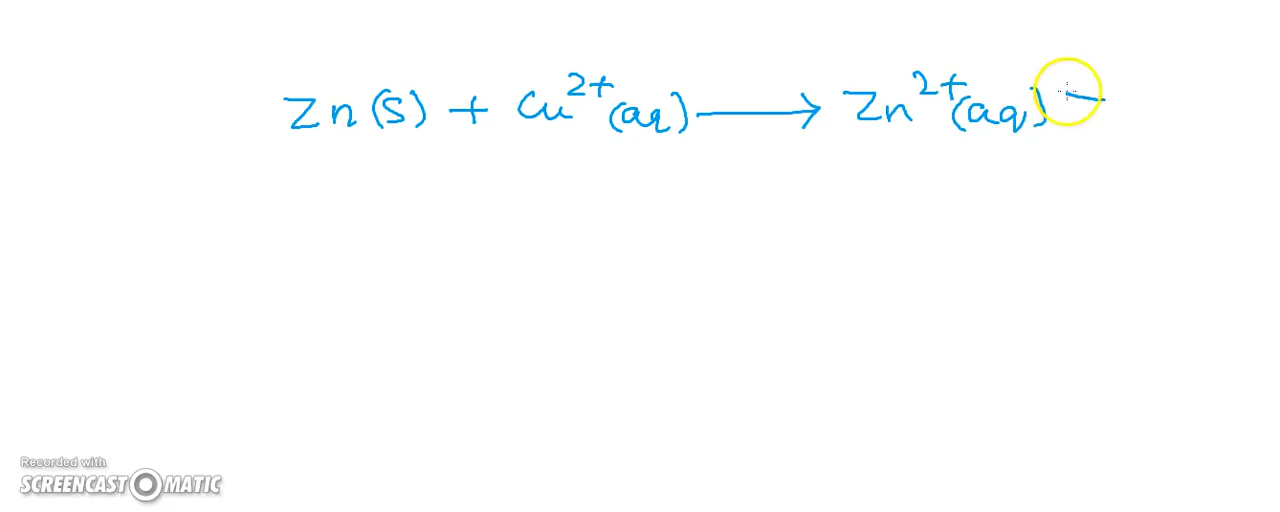 Zn(s) + Cu²⁺(aq) ⟶ Zn²⁺(aq)
Recorded with
SCREENCAST MATIC